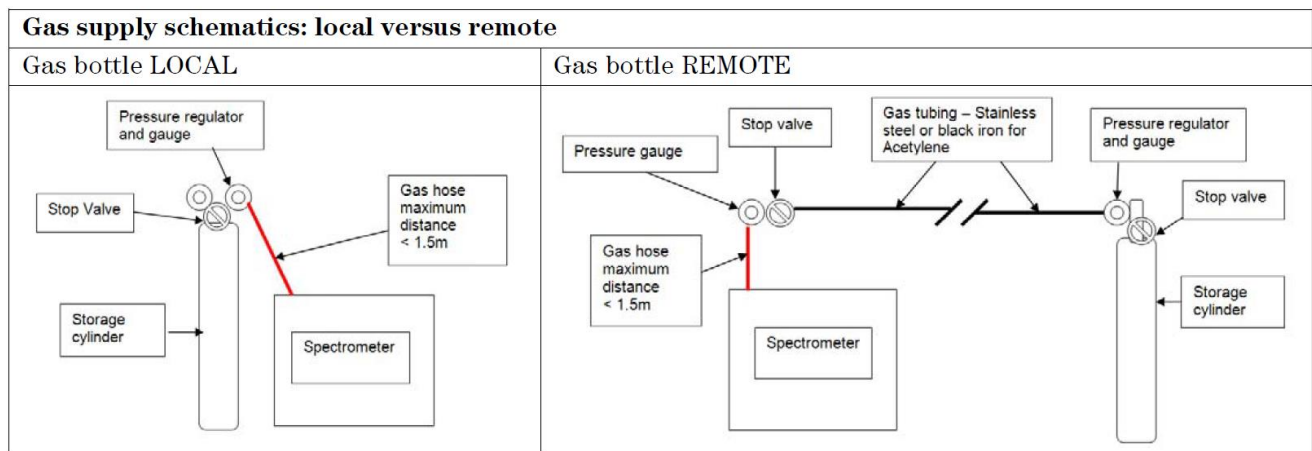 Gas supply schematics: local versus remote
Gas bottle LOCAL
Gas bottle REMOTE
Pressure regulator
and gauge
Stop Valve
Gas hose
maximum
distance
< 1.5m
Storage
cylinder
Spectrometer
Pressure gauge
Stop valve
Gas tubing – Stainless
steel or black iron for
Acetylene
Pressure regulator
and gauge
Stop valve
Gas hose
maximum
distance
< 1.5m
Spectrometer
Storage
cylinder